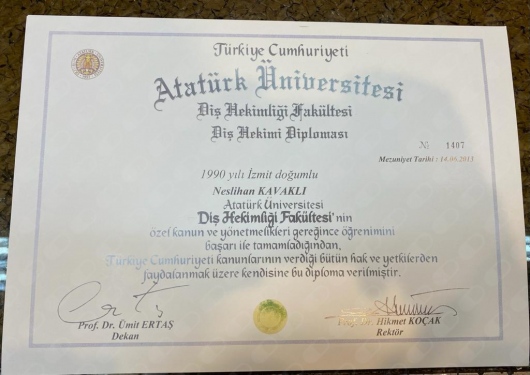 Türkiye Cumhuriyeti
Atatürk Üniversitesi
Diş Hekimliği Fakültesi
Diş Hekimi Diploması
№ 1407
Mezuniyet Tarihi : 14.06.2013
1990 yılı İzmit doğumlu
Neslihan KAVAKLI
Atatürk Üniversitesi
Diş Hekimliği Fakültesi'nin
özel kanun ve yönetmelikleri gereğince öğrenimini
başarı ile tamamladığından,
Türkiye Cumhuriyeti kanunlarının verdiği bütün hak ve yetkilerden
faydalanmak üzere kendisine bu diploma verilmiştir.
Prof. Dr. Ümit ERTAŞ
Dekan
Prof. Dr. Hikmet KOÇAK
Rektör